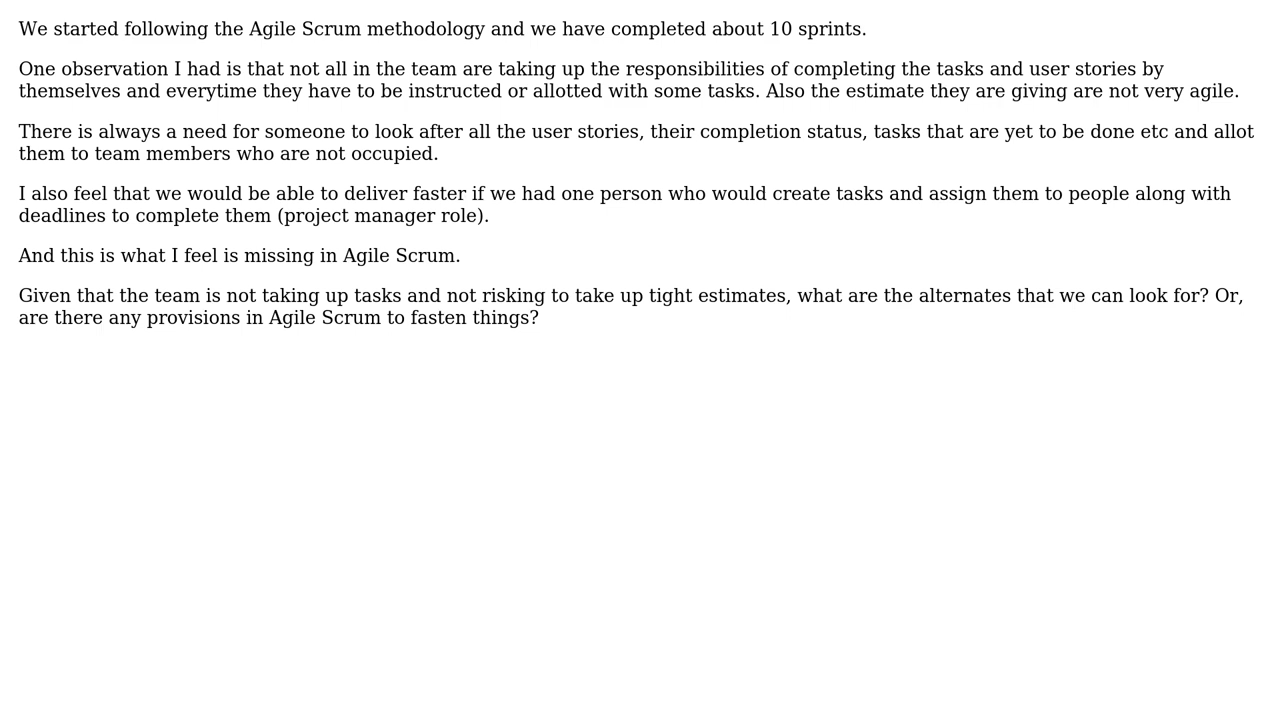 We started following the Agile Scrum methodology and we have completed about 10 sprints.
One observation I had is that not all in the team are taking up the responsibilities of completing the tasks and user stories by
themselves and everytime they have to be instructed or allotted with some tasks. Also the estimate they are giving are not very agile.
There is always a need for someone to look after all the user stories, their completion status, tasks that are yet to be done etc and allot
them to team members who are not occupied.
I also feel that we would be able to deliver faster if we had one person who would create tasks and assign them to people along with
deadlines to complete them (project manager role).
And this is what I feel is missing in Agile Scrum.
Given that the team is not taking up tasks and not risking to take up tight estimates, what are the alternates that we can look for? Or,
are there any provisions in Agile Scrum to fasten things?